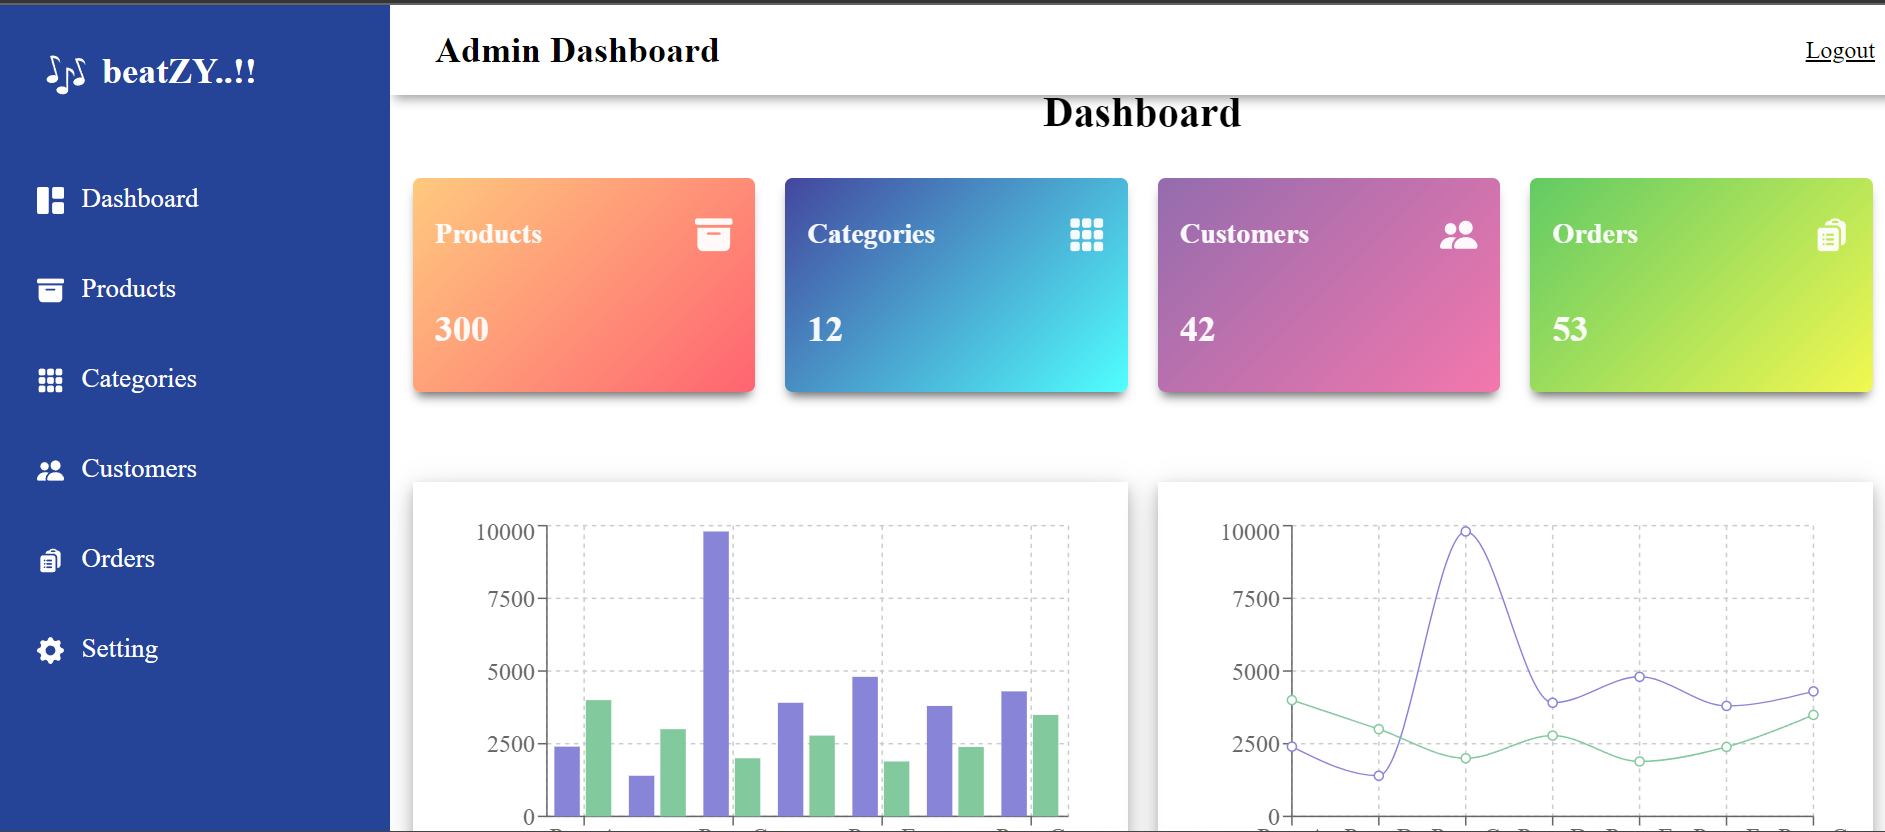 beatZY..!!
Admin Dashboard
Logout
Dashboard
Dashboard
Products
Categories
Customers
Orders
Setting
Products
300
Categories
12
Customers
42
Orders
53
10000
7500
5000
2500
0
10000
7500
5000
2500
0